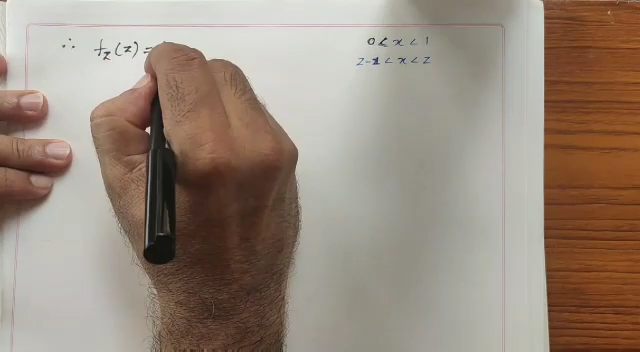 ∴ f_Z(z) =
0 < x < 1
z-1 < x < z